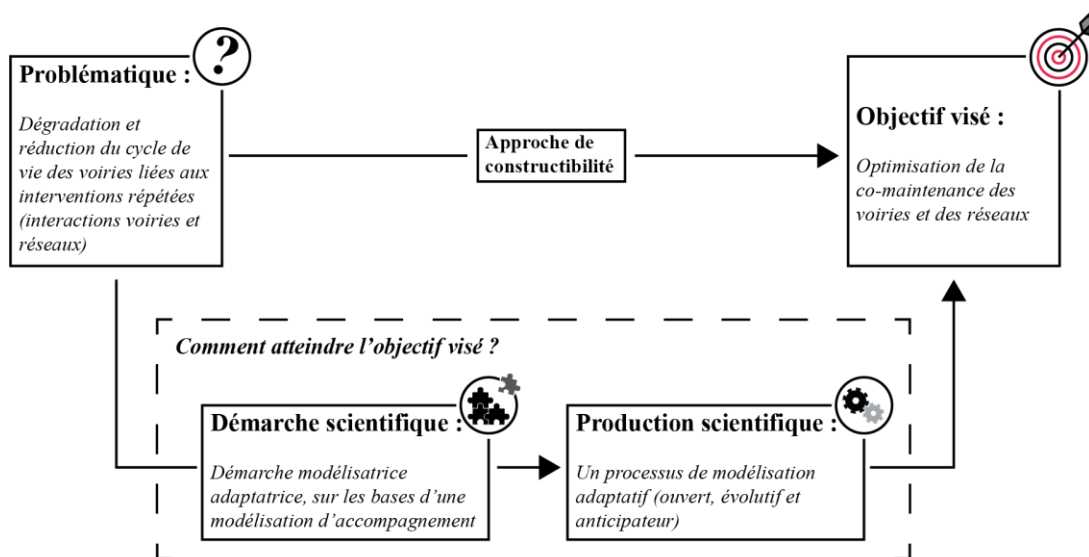 ?
Problématique :
Dégradation et
réduction du cycle de
vie des voiries liées aux
interventions répétées
(interactions voiries et
réseaux)
Approche de
constructibilité
Objectif visé :
Optimisation de la
co-maintenance des
voiries et des réseaux
Comment atteindre l’objectif visé ?
Démarche scientifique :
Démarche modélisatrice
adaptatrice, sur les bases d’une
modélisation d’accompagnement
Production scientifique :
Un processus de modélisation
adaptatif (ouvert, évolutif et
anticipateur)